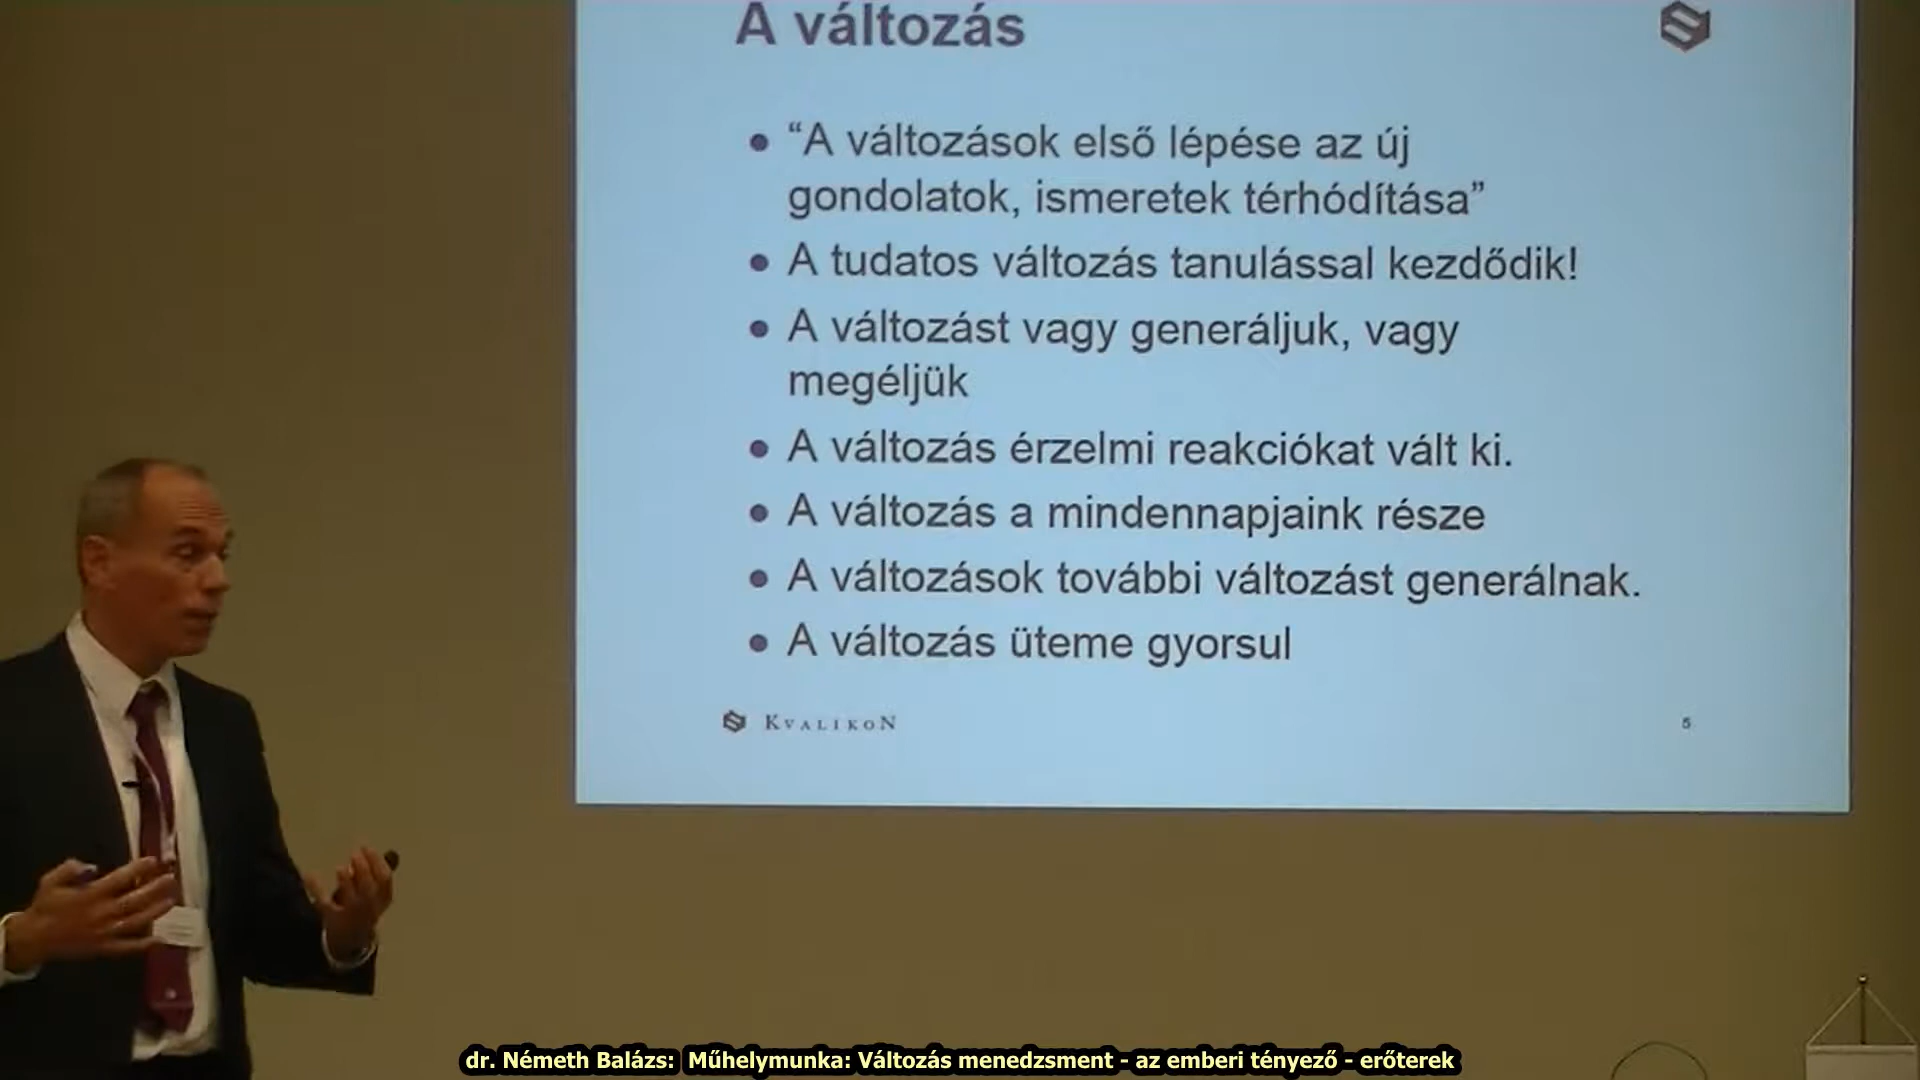 A változás
• “A változások első lépése az új
gondolatok, ismeretek térhódítása”
• A tudatos változás tanulással kezdődik!
• A változást vagy generáljuk, vagy
megéljük
• A változás érzelmi reakciókat vált ki.
• A változás a mindennapjaink része
• A változások további változást generálnak.
• A változás üteme gyorsul
KVALIKON
5
dr. Németh Balázs: Műhelymunka: Változás menedzsment - az emberi tényező - erőterek